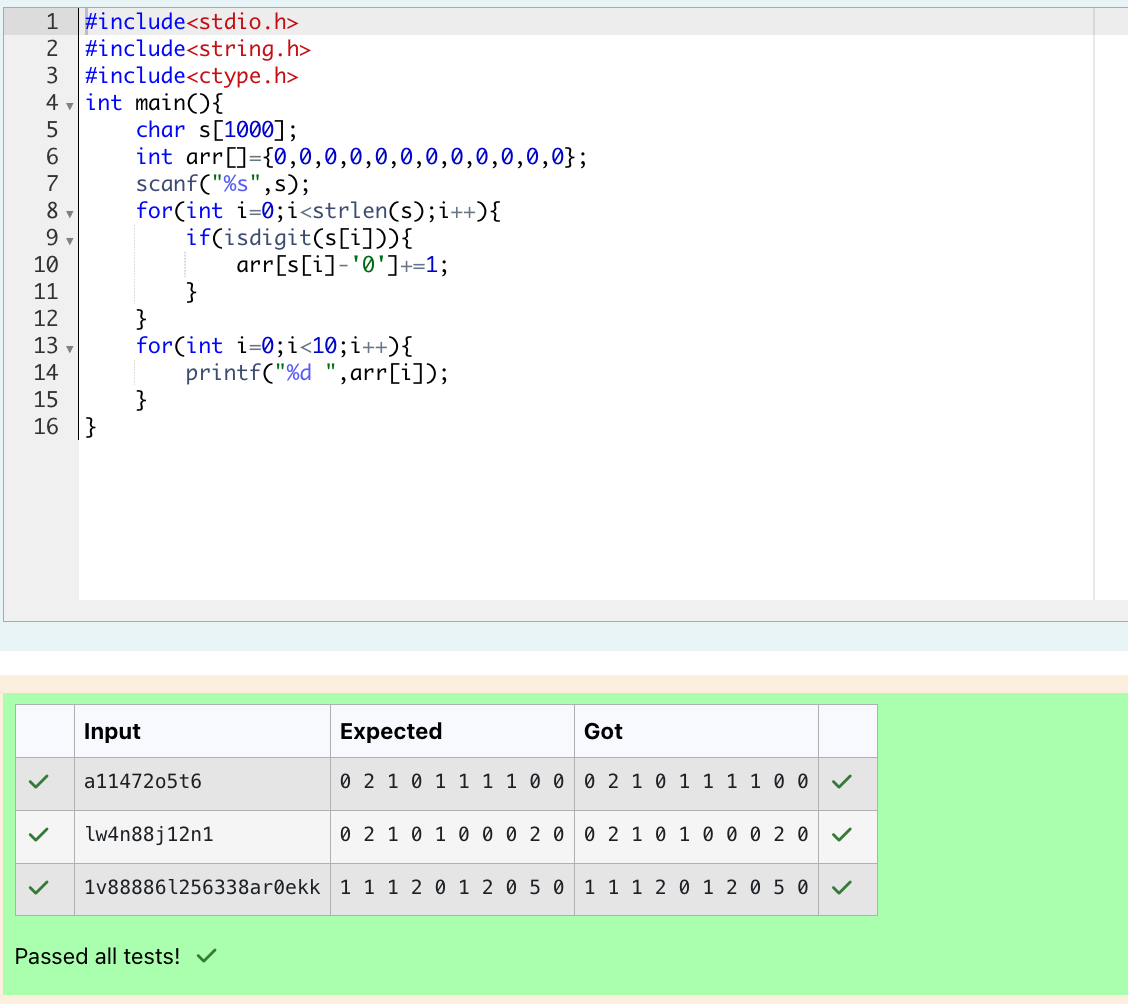 1 #include<stdio.h>
2 #include<string.h>
3 #include<ctype.h>
4 int main(){
5 char s[1000];
6 int arr[]={0,0,0,0,0,0,0,0,0,0,0,0};
7 scanf("%s",s);
8 for(int i=0;i<strlen(s);i++){
9 if(isdigit(s[i])){
10 arr[s[i]-'0']+=1;
11 }
12 }
13 for(int i=0;i<10;i++){
14 printf("%d ",arr[i]);
15 }
16 }
Input Expected Got
a11472o5t6 0 2 1 0 1 1 1 1 0 0 0 2 1 0 1 1 1 1 0 0
lw4n88j12n1 0 2 1 0 1 0 0 0 2 0 0 2 1 0 1 0 0 0 2 0
1v88886l256338ar0ekk 1 1 1 2 0 1 2 0 5 0 1 1 1 2 0 1 2 0 5 0
Passed all tests!